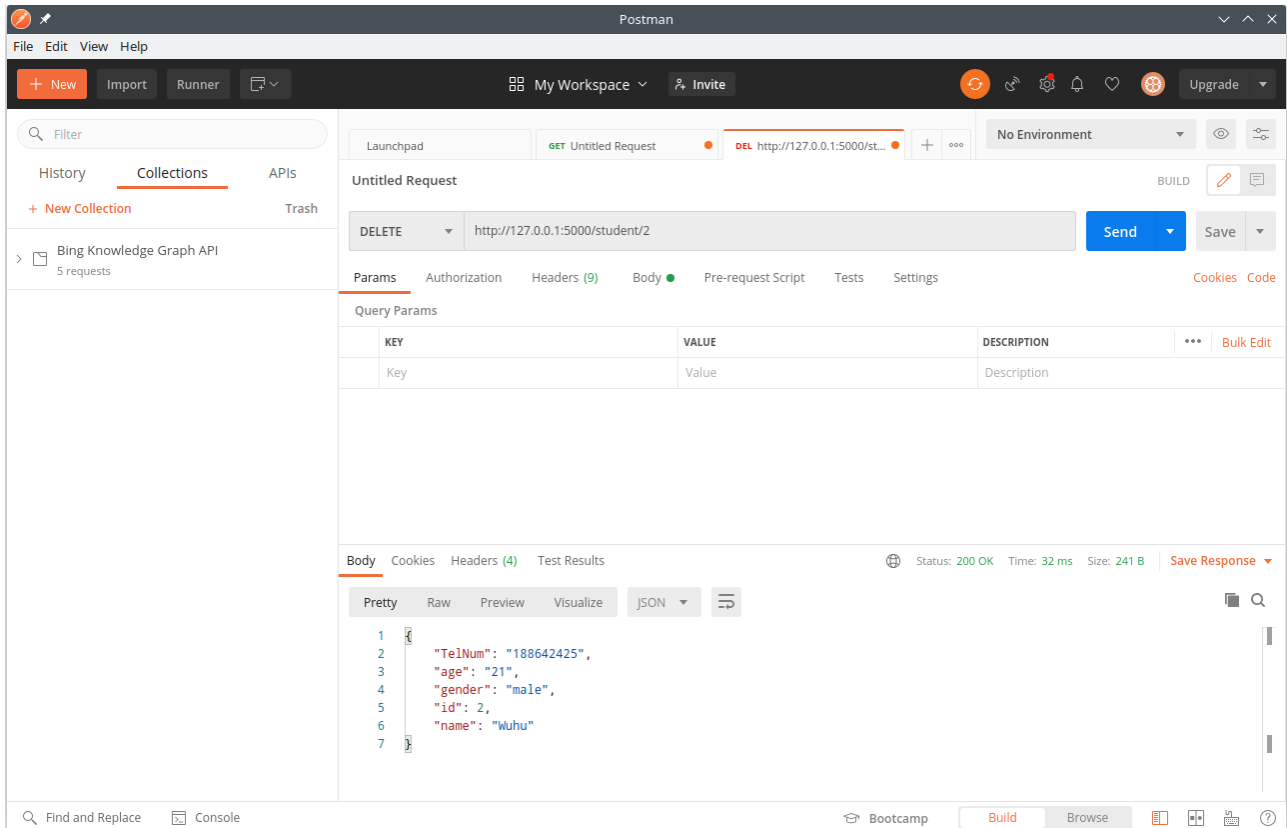 Postman
File Edit View Help
+ New Import Runner My Workspace Invite Upgrade
Filter
History Collections APIs
+ New Collection Trash
Bing Knowledge Graph API
5 requests
Launchpad GET Untitled Request DEL http://127.0.0.1:5000/st... + ooo No Environment
Untitled Request BUILD
DELETE http://127.0.0.1:5000/student/2 Send Save
Params Authorization Headers (9) Body Pre-request Script Tests Settings Cookies Code
Query Params
KEY VALUE DESCRIPTION ••• Bulk Edit
Key Value Description
Body Cookies Headers (4) Test Results Status: 200 OK Time: 32 ms Size: 241 B Save Response
Pretty Raw Preview Visualize JSON
1 {
2 "TelNum": "188642425",
3 "age": "21",
4 "gender": "male",
5 "id": 2,
6 "name": "Wuhu"
7 }
Find and Replace Console Bootcamp Build Browse ?